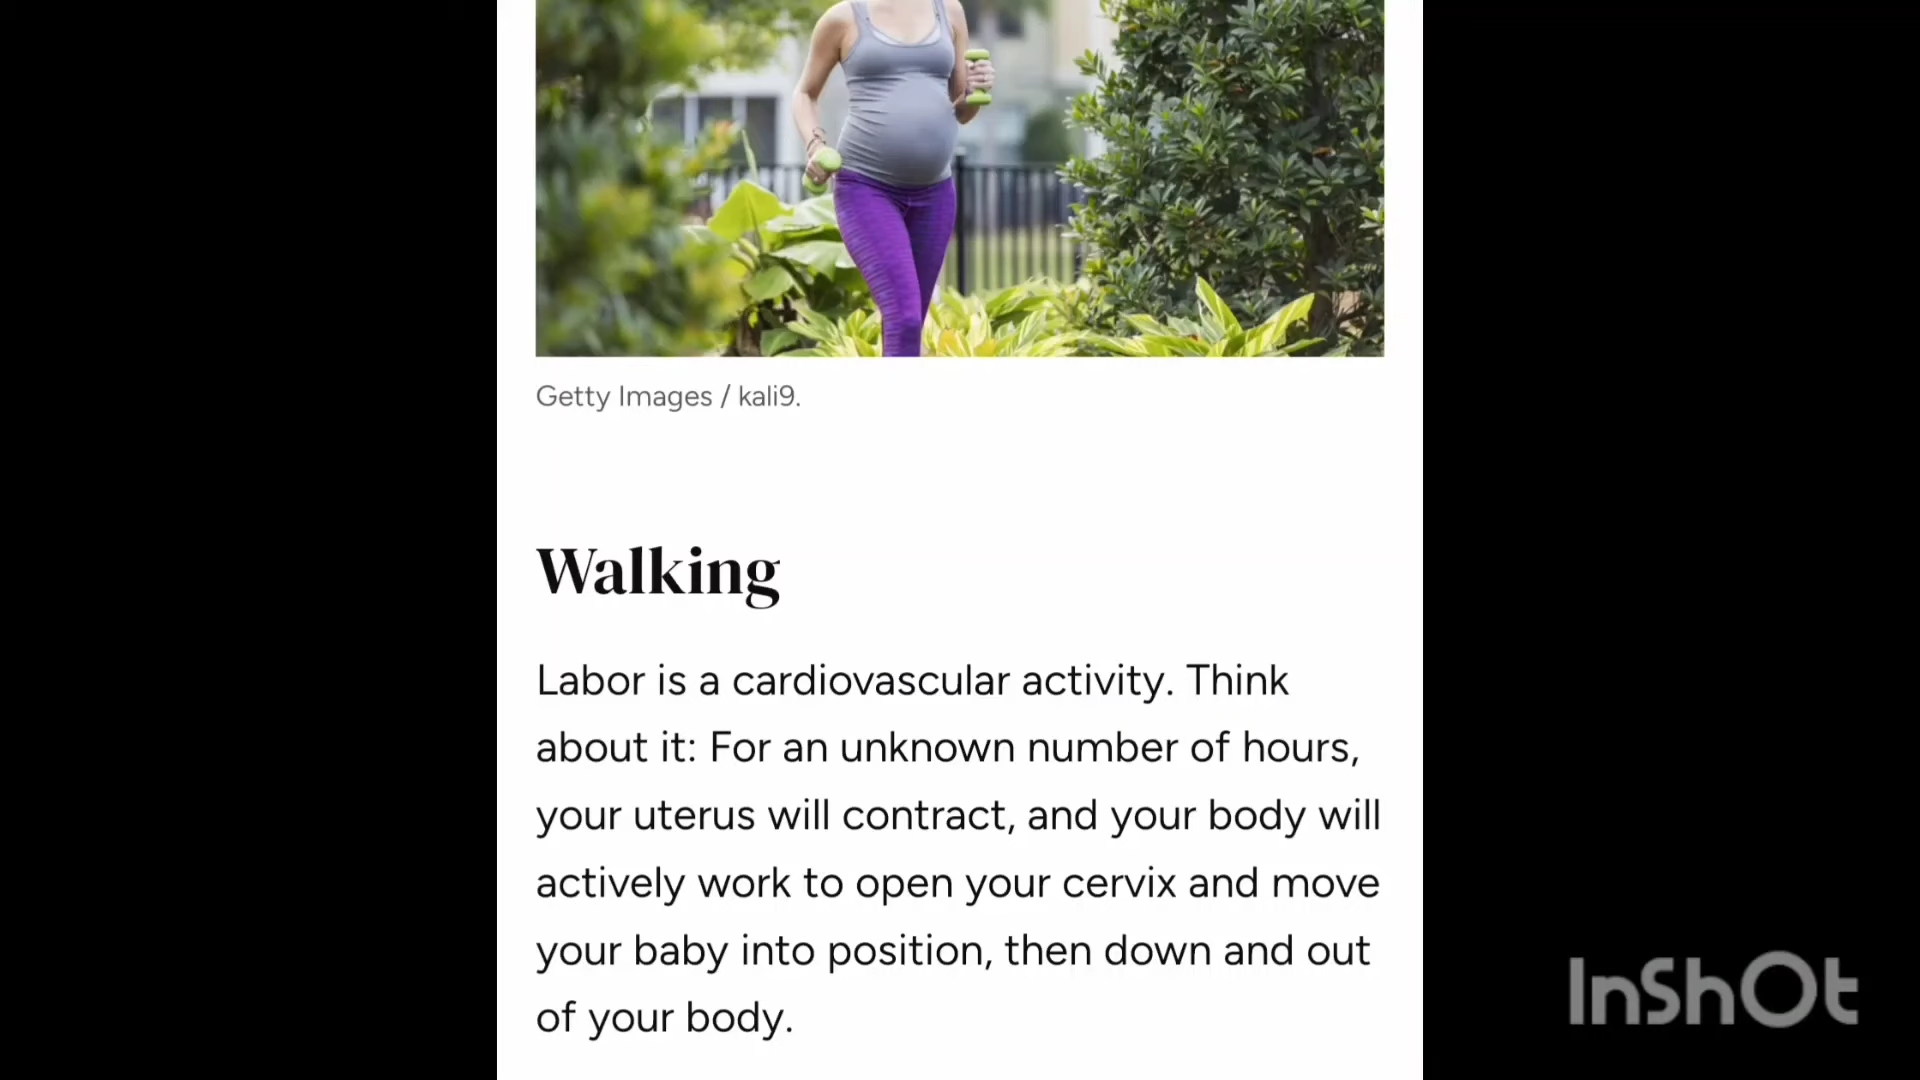 Getty Images / kali9.
Walking
Labor is a cardiovascular activity. Think
about it: For an unknown number of hours,
your uterus will contract, and your body will
actively work to open your cervix and move
your baby into position, then down and out
of your body.
InShOt